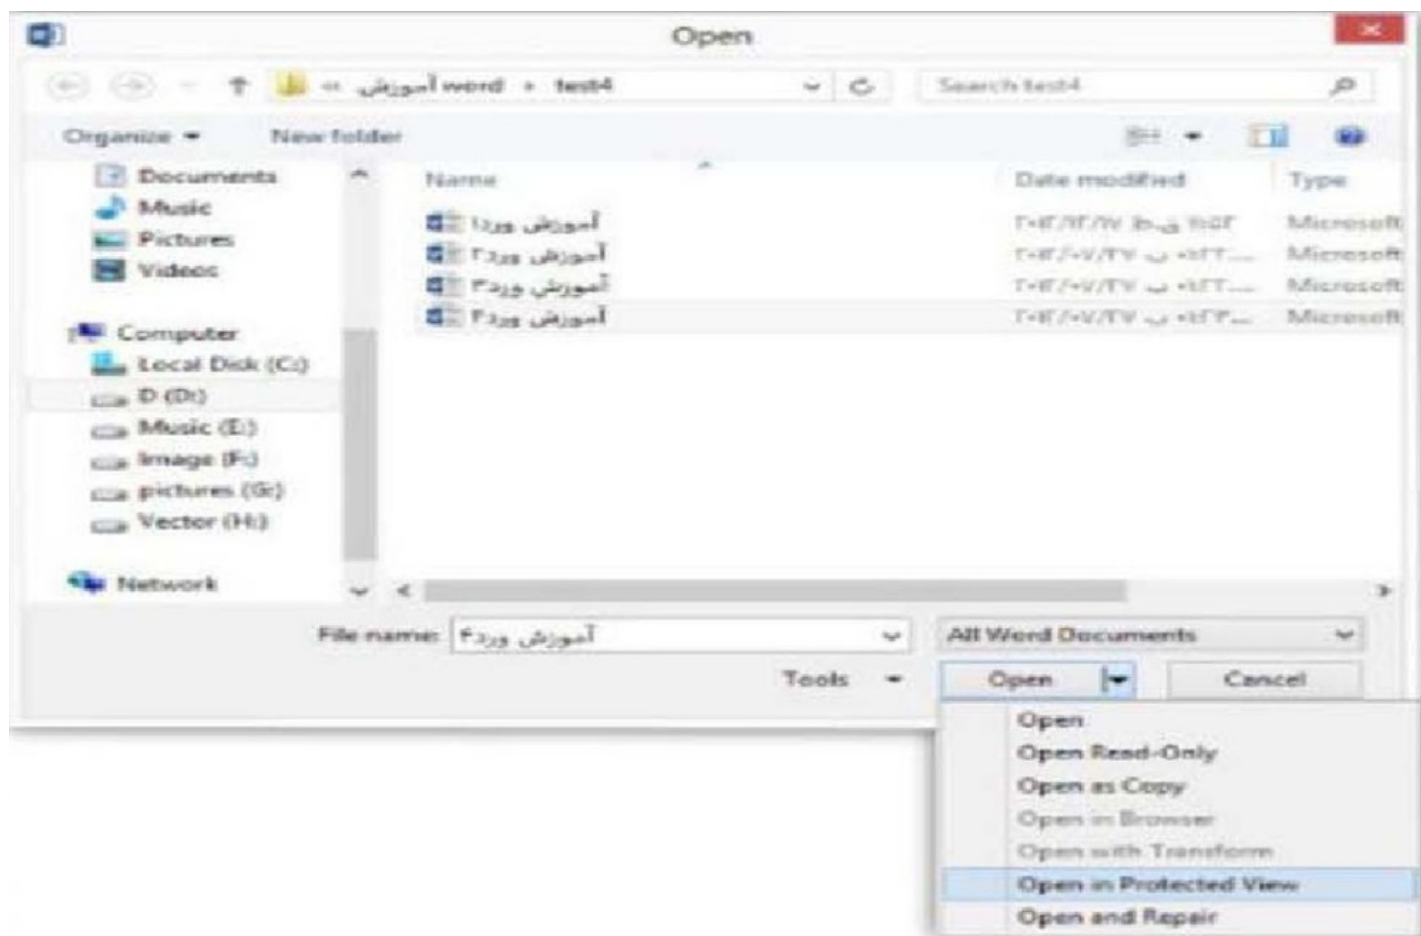 Open
آموزش word
test4
Search test4
Organize
New folder
Documents
Music
Pictures
Videos
Computer
Local Disk (C:)
D (D:)
Music (E:)
Image (F:)
pictures (G:)
Vector (H:)
Network
Name
Date modified
Type
آموزش ورد۱
Microsoft
آموزش ورد۲
Microsoft
آموزش ورد۳
Microsoft
آموزش ورد۴
Microsoft
File name:
آموزش ورد۴
All Word Documents
Tools
Open
Cancel
Open
Open Read-Only
Open as Copy
Open in Browser
Open with Transform
Open in Protected View
Open and Repair